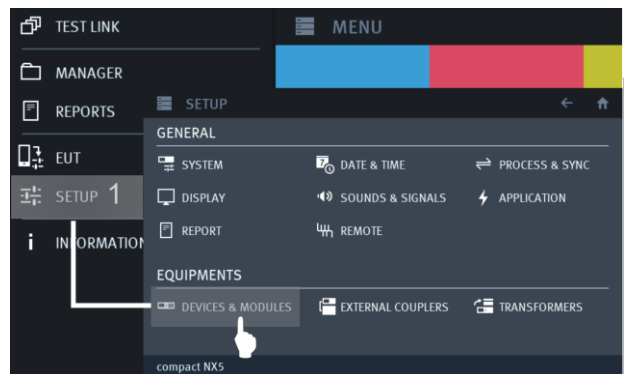 TEST LINK
MENU
MANAGER
REPORTS
SETUP
GENERAL
EUT
SYSTEM
DATE & TIME
PROCESS & SYNC
SETUP 1
DISPLAY
SOUNDS & SIGNALS
APPLICATION
REPORT
REMOTE
INFORMATION
EQUIPMENTS
DEVICES & MODULES
EXTERNAL COUPLERS
TRANSFORMERS
compact NX5